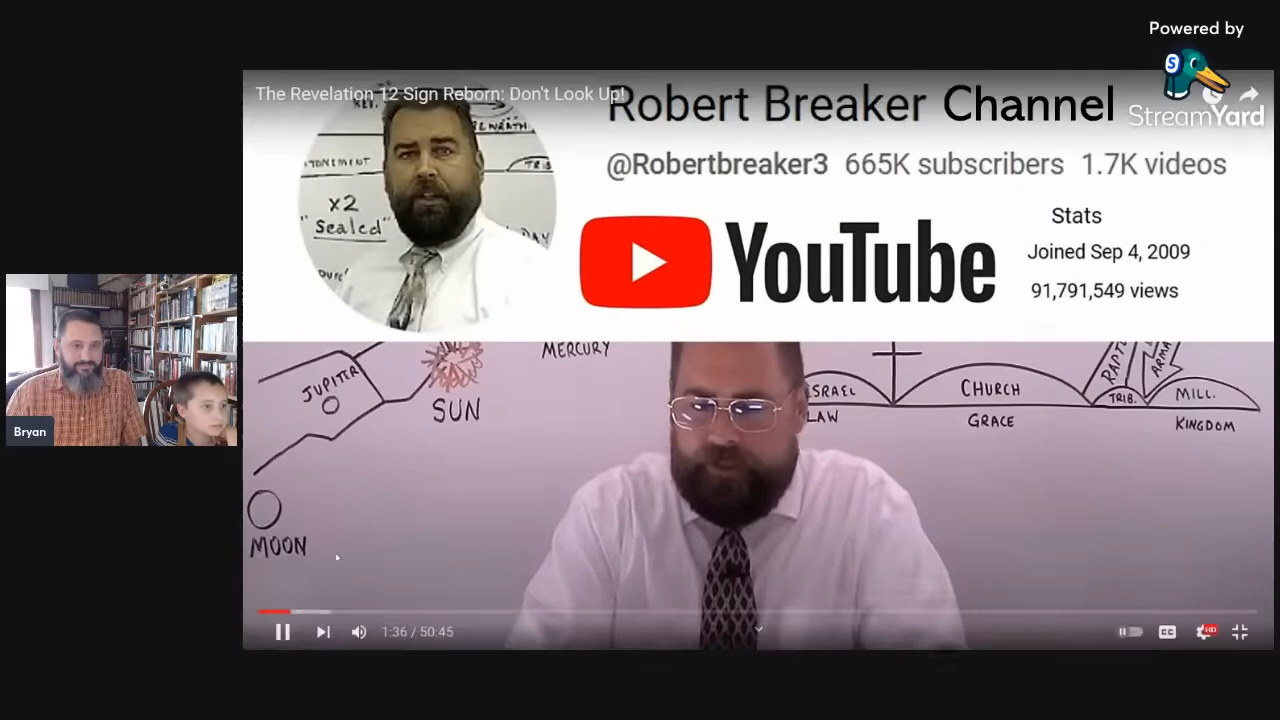 Powered by
StreamYard
The Revelation 12 Sign Reborn: Don't Look Up!
Robert Breaker Channel
@Robertbreaker3 665K subscribers 1.7K videos
x2
"Sealed"
YouTube
Stats
Joined Sep 4, 2009
91,791,549 views
Bryan
JUPITER
SUN
MERCURY
MOON
CHURCH
TRIB.
MILL.
LAW
GRACE
KINGDOM
1:36 / 50:45
CC
HD